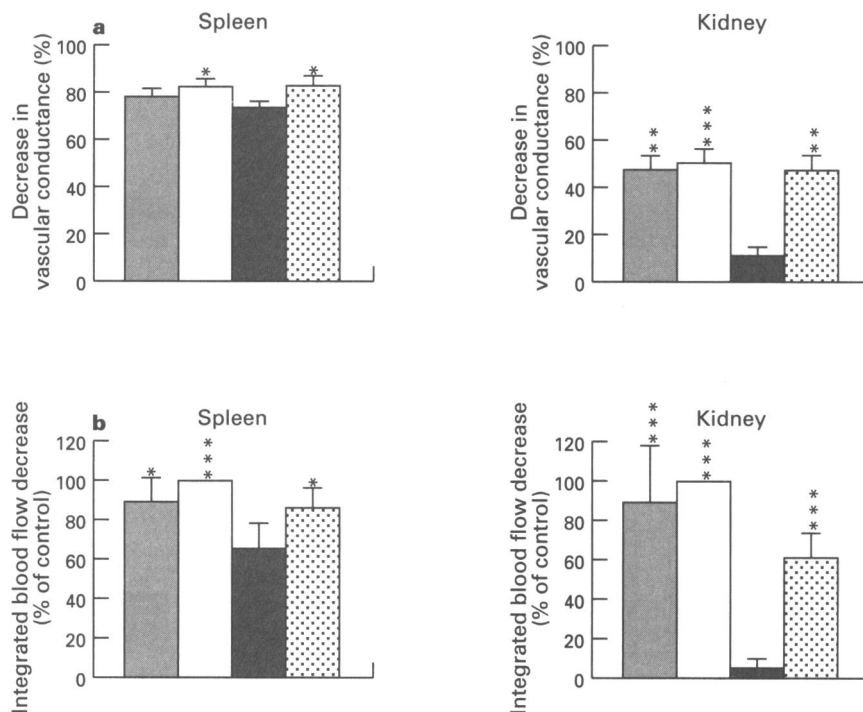 a
Spleen
Decrease in
vascular conductance (%)
100
80
60
40
20
0
*
*
Kidney
Decrease in
vascular conductance (%)
100
80
60
40
20
0
**
***
**
b
Spleen
Integrated blood flow decrease
(% of control)
120
100
80
60
40
20
0
*
***
*
Kidney
Integrated blood flow decrease
(% of control)
120
100
80
60
40
20
0
***
***
***